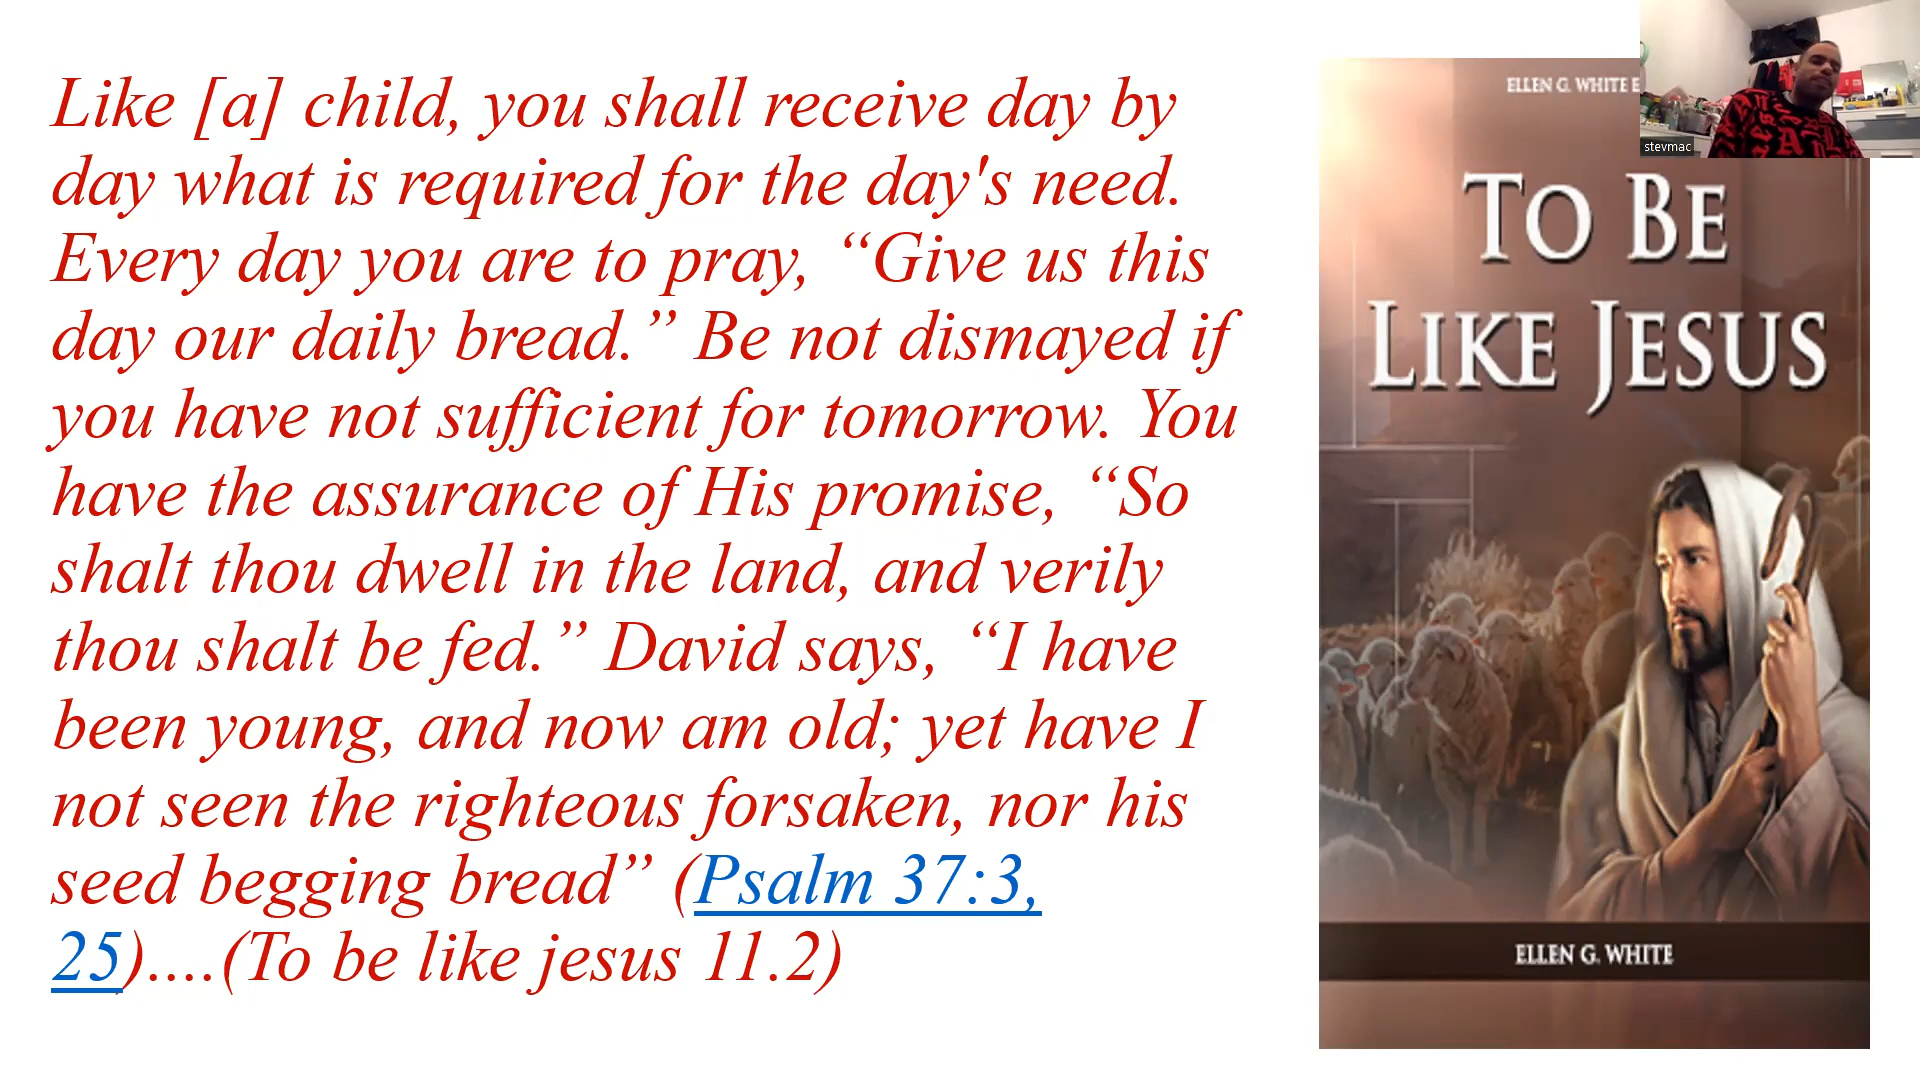 Like [a] child, you shall receive day by
day what is required for the day's need.
Every day you are to pray, “Give us this
day our daily bread.” Be not dismayed if
you have not sufficient for tomorrow. You
have the assurance of His promise, “So
shalt thou dwell in the land, and verily
thou shalt be fed.” David says, “I have
been young, and now am old; yet have I
not seen the righteous forsaken, nor his
seed begging bread” (Psalm 37:3,
25)....(To be like jesus 11.2)
ELLEN G. WHITE E
stevmac
TO BE
LIKE JESUS
ELLEN G. WHITE